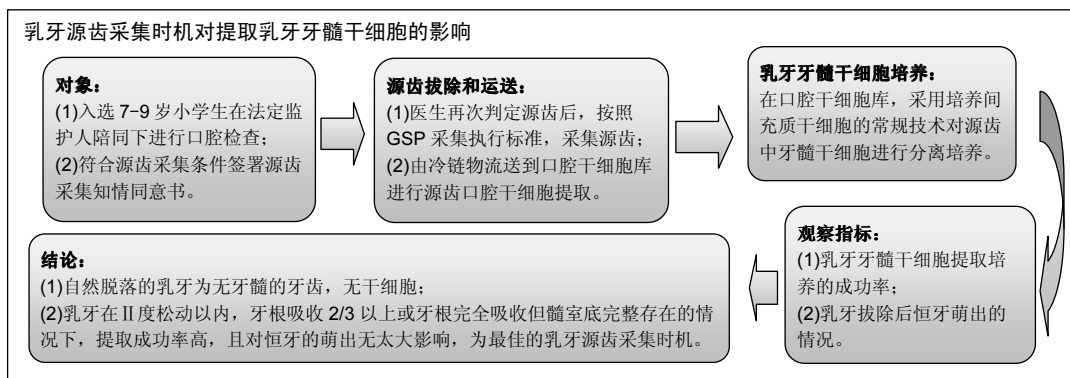 乳牙源齿采集时机对提取乳牙牙髓干细胞的影响
对象：
(1)入选 7-9 岁小学生在法定监
护人陪同下进行口腔检查；
(2)符合源齿采集条件签署源齿
采集知情同意书。
源齿拔除和运送：
(1)医生再次判定源齿后，按照
GSP 采集执行标准，采集源齿；
(2)由冷链物流送到口腔干细胞库
进行源齿口腔干细胞提取。
乳牙牙髓干细胞培养：
在口腔干细胞库，采用培养间
充质干细胞的常规技术对源齿
中牙髓干细胞进行分离培养。
观察指标：
(1)乳牙牙髓干细胞提取培
养的成功率；
(2)乳牙拔除后恒牙萌出的
情况。
结论：
(1)自然脱落的乳牙为无牙髓的牙齿，无干细胞；
(2)乳牙在Ⅱ度松动以内，牙根吸收 2/3 以上或牙根完全吸收但髓室底完整存在的情
况下，提取成功率高，且对恒牙的萌出无太大影响，为最佳的乳牙源齿采集时机。